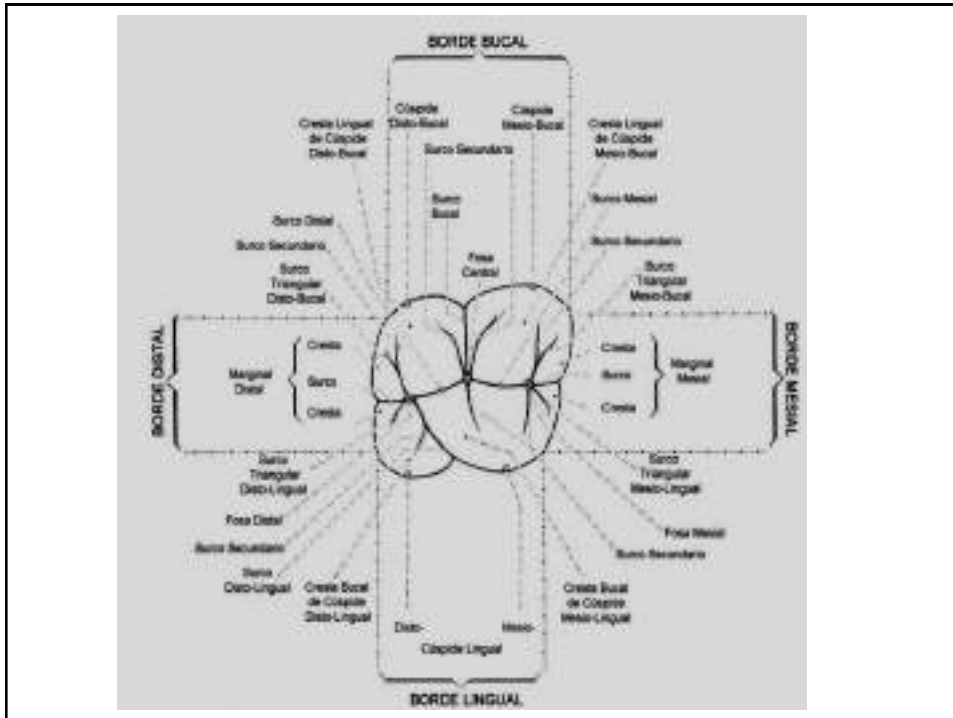 BORDE BUCAL
Cúspide
Disto-Bucal
Cúspide
Mesio-Bucal
Cresta Lingual
de Cúspide
Disto-Bucal
Cresta Lingual
de Cúspide
Mesio-Bucal
Surco Secundario
Surco
Bucal
Surco Mesial
Surco Distal
Surco Secundario
Surco Secundario
Fosa
Central
Surco
Triangular
Disto-Bucal
Surco
Triangular
Mesio-Bucal
BORDE DISTAL
Marginal
Distal
Cresta
Surco
Cresta
Cresta
Surco
Cresta
Marginal
Mesial
BORDE MESIAL
Surco
Triangular
Disto-Lingual
Surco
Triangular
Mesio-Lingual
Fosa Distal
Fosa Mesial
Surco Secundario
Surco Secundario
Surco
Disto-Lingual
Cresta Bucal
de Cúspide
Disto-Lingual
Cresta Bucal
de Cúspide
Mesio-Lingual
Disto-
Mesio-
Cúspide Lingual
BORDE LINGUAL